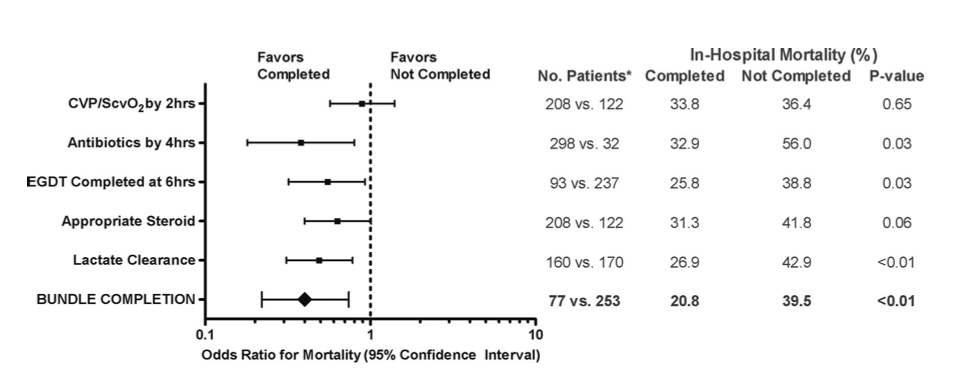 In-Hospital Mortality (%)
Favors Completed
Favors Not Completed
No. Patients* Completed Not Completed P-value
CVP/ScvO2 by 2hrs 208 vs. 122 33.8 36.4 0.65
Antibiotics by 4hrs 298 vs. 32 32.9 56.0 0.03
EGDT Completed at 6hrs 93 vs. 237 25.8 38.8 0.03
Appropriate Steroid 208 vs. 122 31.3 41.8 0.06
Lactate Clearance 160 vs. 170 26.9 42.9 <0.01
BUNDLE COMPLETION 77 vs. 253 20.8 39.5 <0.01
0.1 1 10
Odds Ratio for Mortality (95% Confidence Interval)